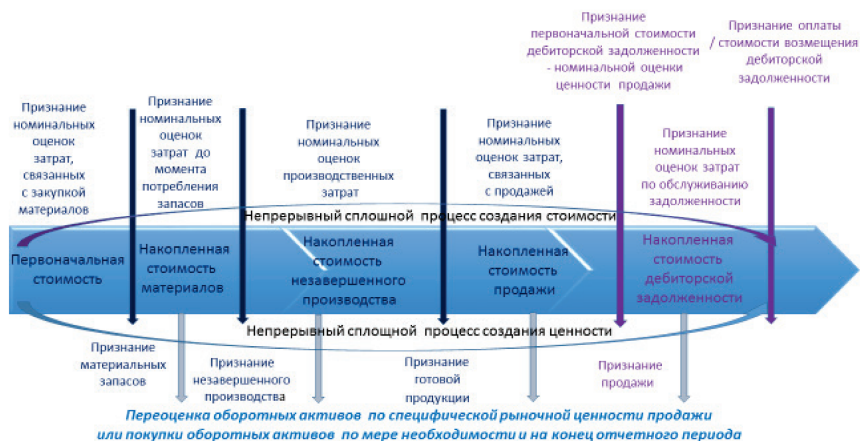 Признание
первоначальной стоимости
дебиторской задолженности
- номинальной оценки
ценности продажи
Признание оплаты
/ стоимости возмещения
дебиторской
задолженности
Признание
номинальных
оценок
затрат,
связанных
с закупкой
материалов
Признание
номинальных
оценок
затрат до
момента
потребления
запасов
Признание
номинальных
оценок
производственных
затрат
Признание
номинальных
оценок затрат,
связанных
с продажей
Признание
номинальных
оценок затрат
по обслуживанию
задолженности
Непрерывный сплошной процесс создания стоимости
Первоначальная
стоимость
Накопленная
стоимость
материалов
Накопленная
стоимость
незавершенного
производства
Накопленная
стоимость
продажи
Накопленная
стоимость
дебиторской
задолженности
Непрерывный сплощной процесс создания ценности
Признание
материальных
запасов
Признание
незавершенного
производства
Признание
готовой
продукции
Признание
продажи
Переоценка оборотных активов по специфической рыночной ценности продажи
или покупки оборотных активов по мере необходимости и на конец отчетного периода